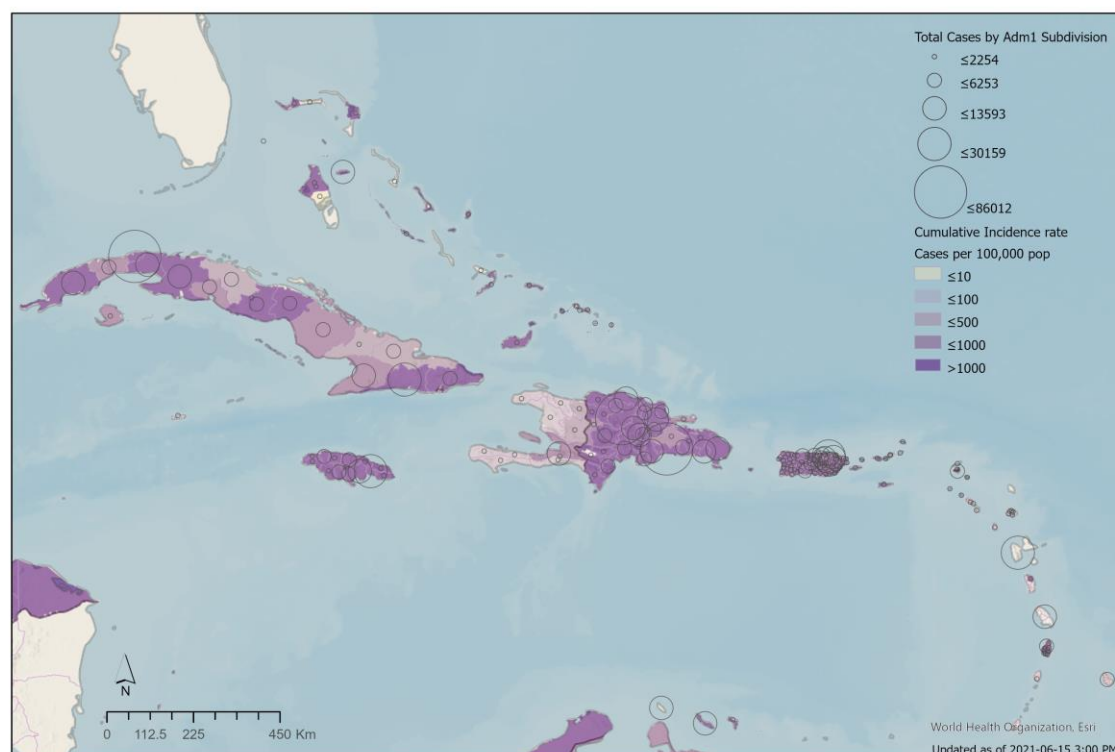 Total Cases by Adm1 Subdivision
≤2254
≤6253
≤13593
≤30159
≤86012
Cumulative Incidence rate
Cases per 100,000 pop
≤10
≤100
≤500
≤1000
>1000
N
0 112.5 225 450 Km
World Health Organization, Esri
Updated as of 2021-06-15 3:00 PM